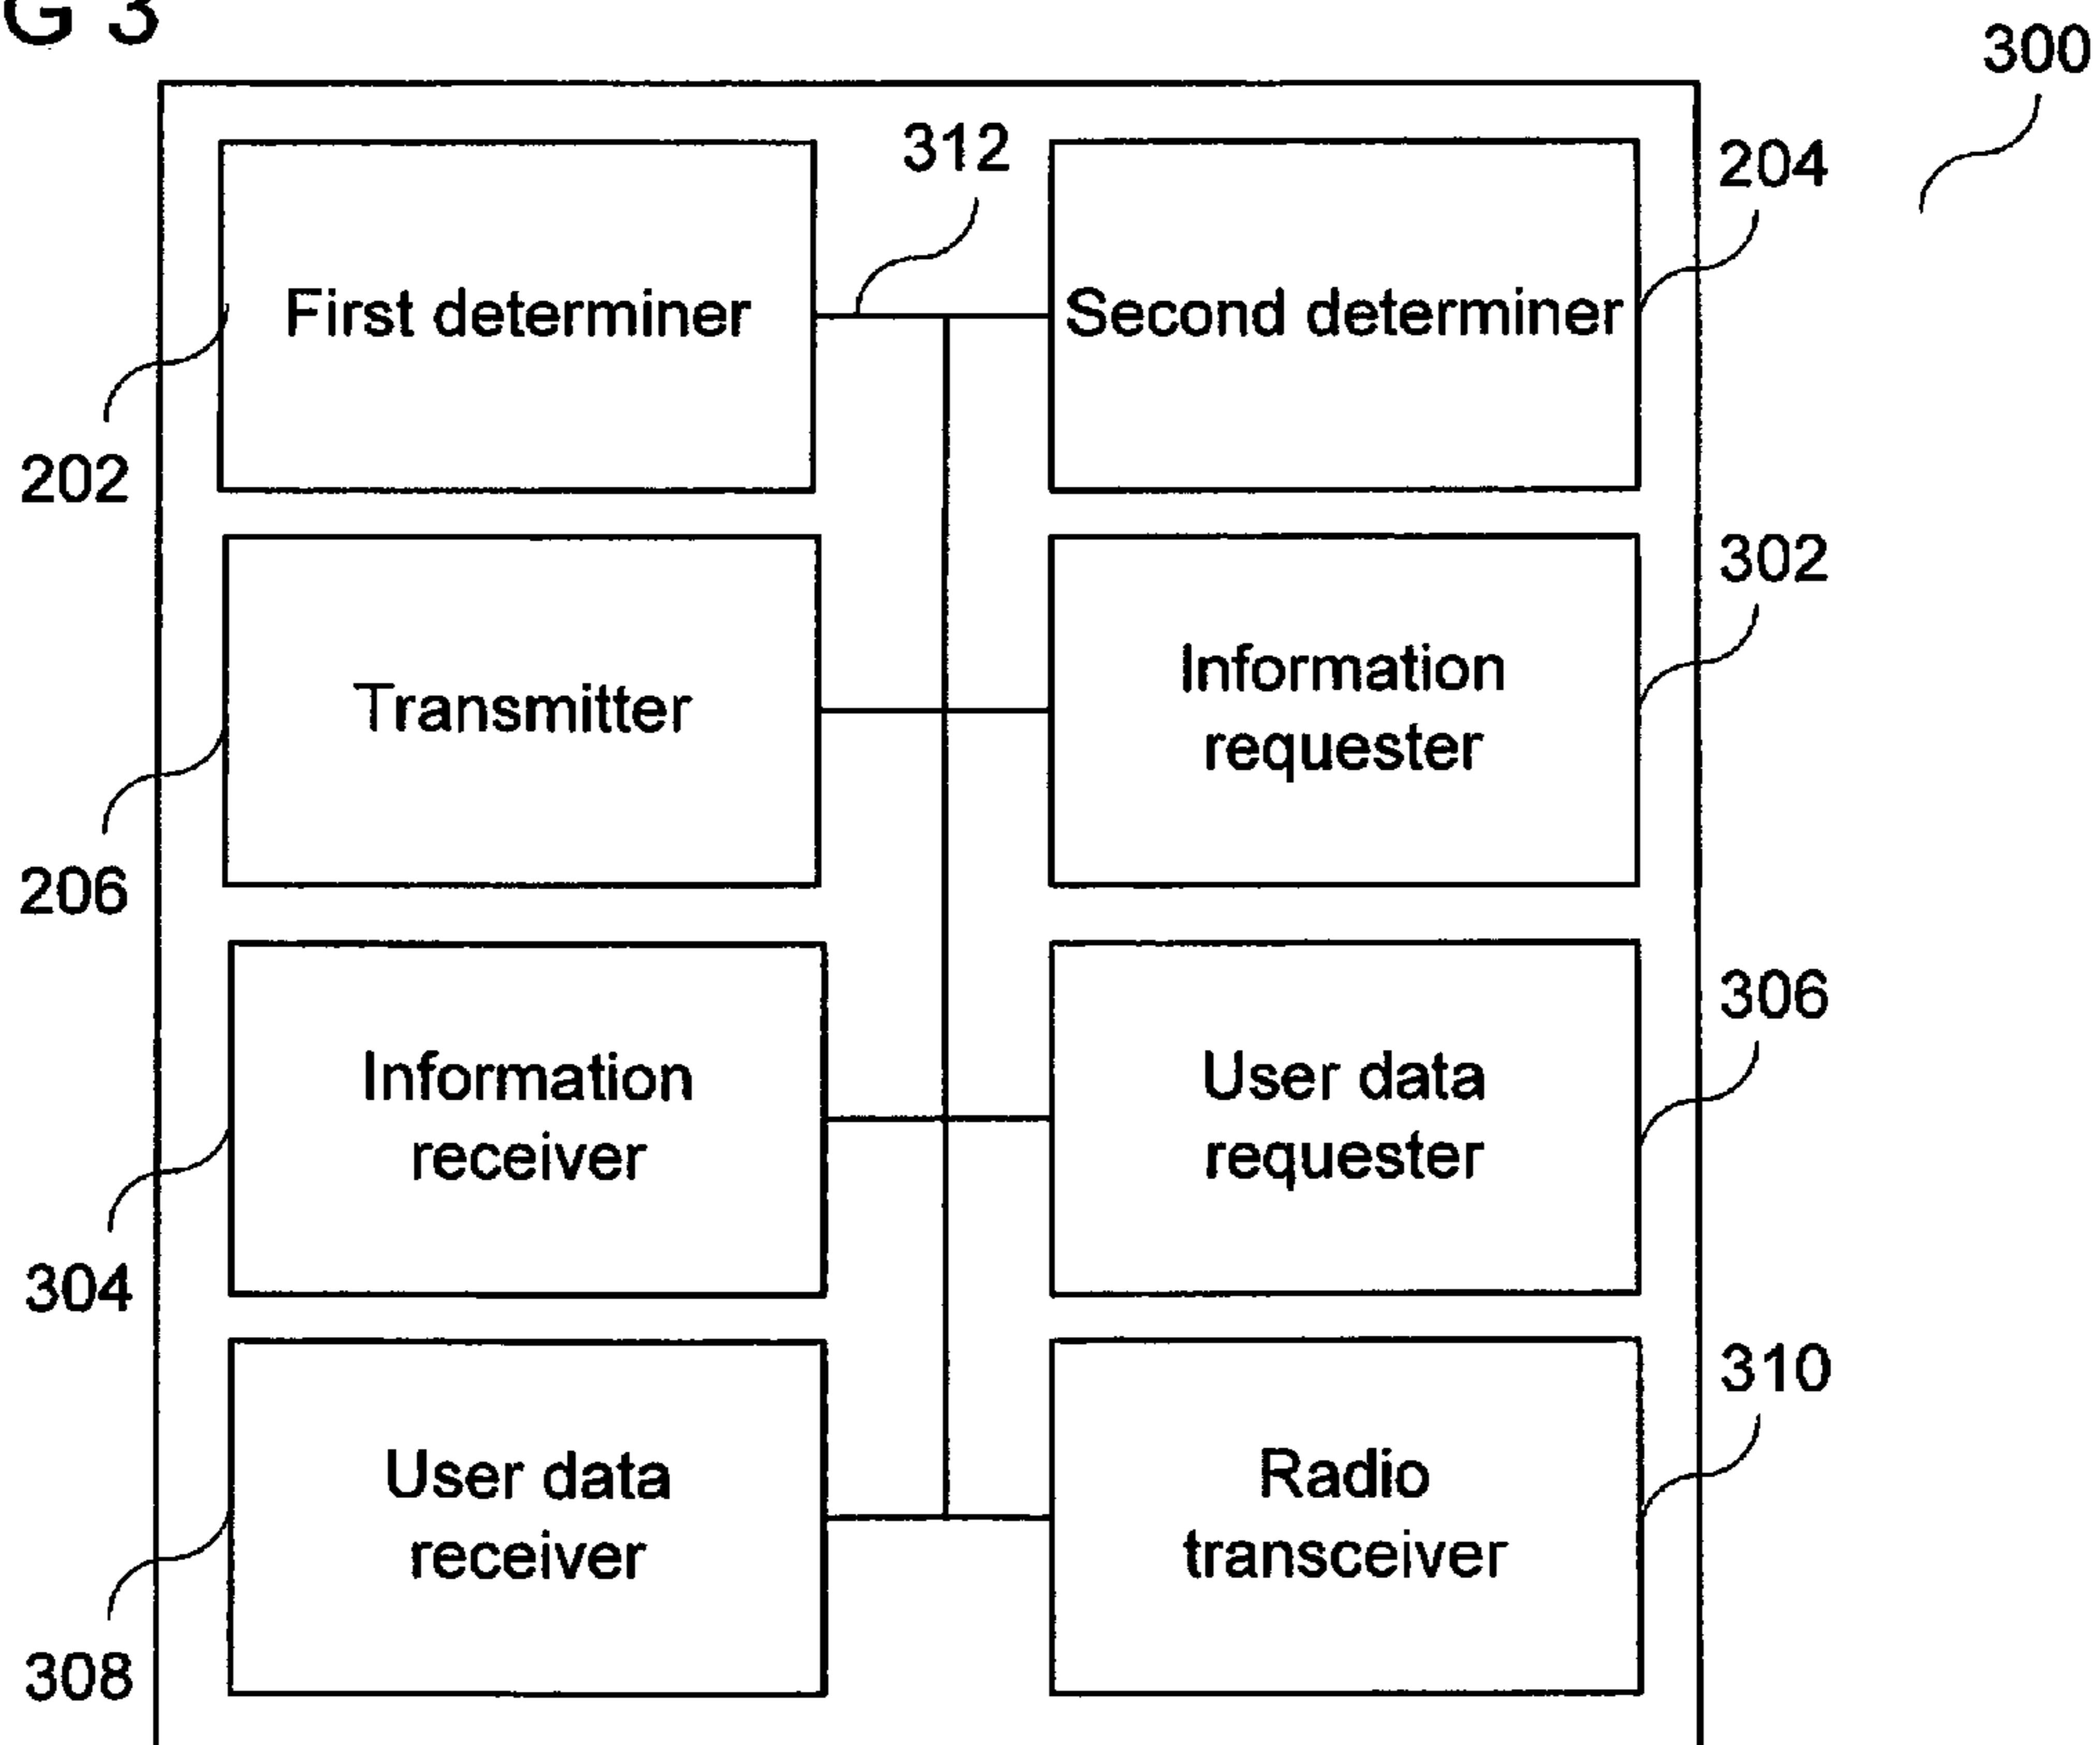 G 3
300
312
204
First determiner
Second determiner
202
302
Transmitter
Information
requester
206
306
Information
receiver
User data
requester
304
310
User data
receiver
Radio
transceiver
308